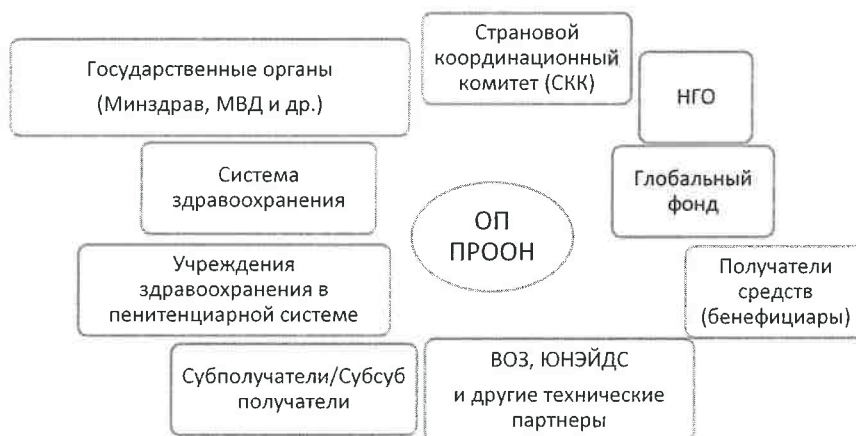 Государственные органы
(Минздрав, МВД и др.)
Страновой
координационный
комитет (СКК)
НГО
Система
здравоохранения
ОП
ПРООН
Глобальный
фонд
Учреждения
здравоохранения в
пенитенциарной системе
Получатели
средств
(бенефициары)
Субполучатели/Субсуб
получатели
ВОЗ, ЮНЭЙДС
и другие технические
партнеры